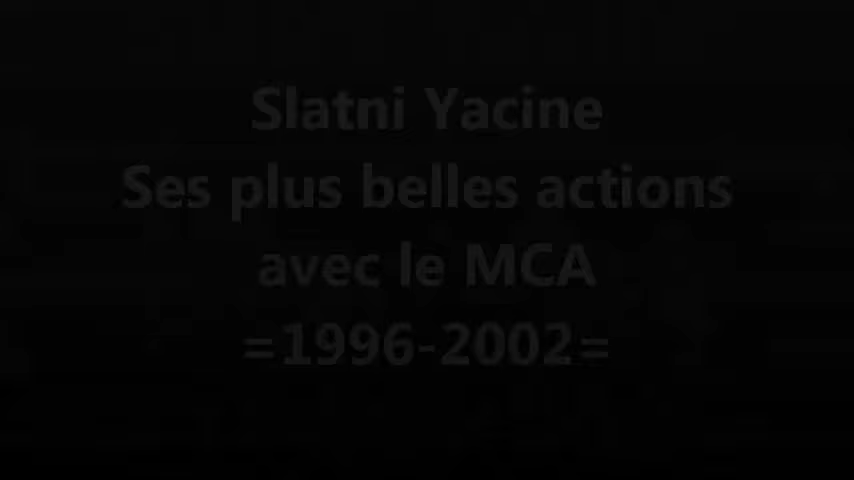 Slatni Yacine
Ses plus belles actions
avec le MCA
=1996-2002=